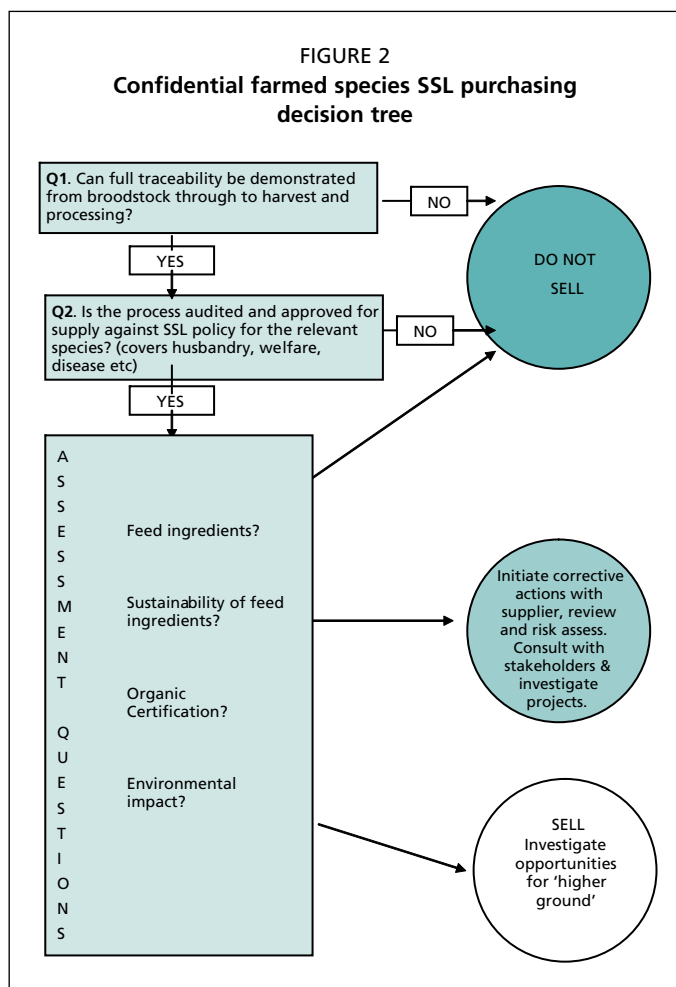 FIGURE 2
Confidential farmed species SSL purchasing
decision tree
Q1. Can full traceability be demonstrated
from broodstock through to harvest and
processing?
NO
DO NOT
SELL
YES
Q2. Is the process audited and approved for
supply against SSL policy for the relevant
species? (covers husbandry, welfare,
disease etc)
NO
YES
A
S
S
E
S
S
M
E
N
T
Q
U
E
S
T
I
O
N
S
Feed ingredients?
Sustainability of feed
ingredients?
Organic
Certification?
Environmental
impact?
Initiate corrective
actions with
supplier, review
and risk assess.
Consult with
stakeholders &
investigate
projects.
SELL
Investigate
opportunities
for ‘higher
ground’